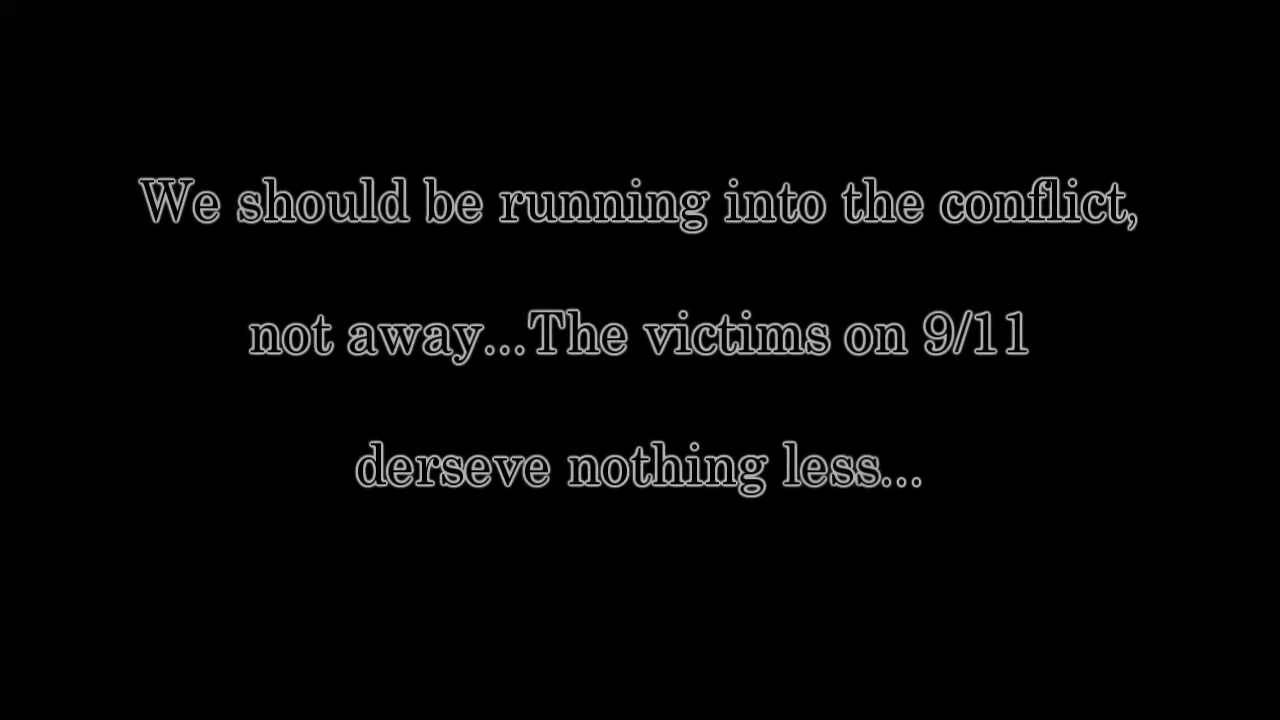 We should be running into the conflict,
not away...The victims on 9/11
derseve nothing less...